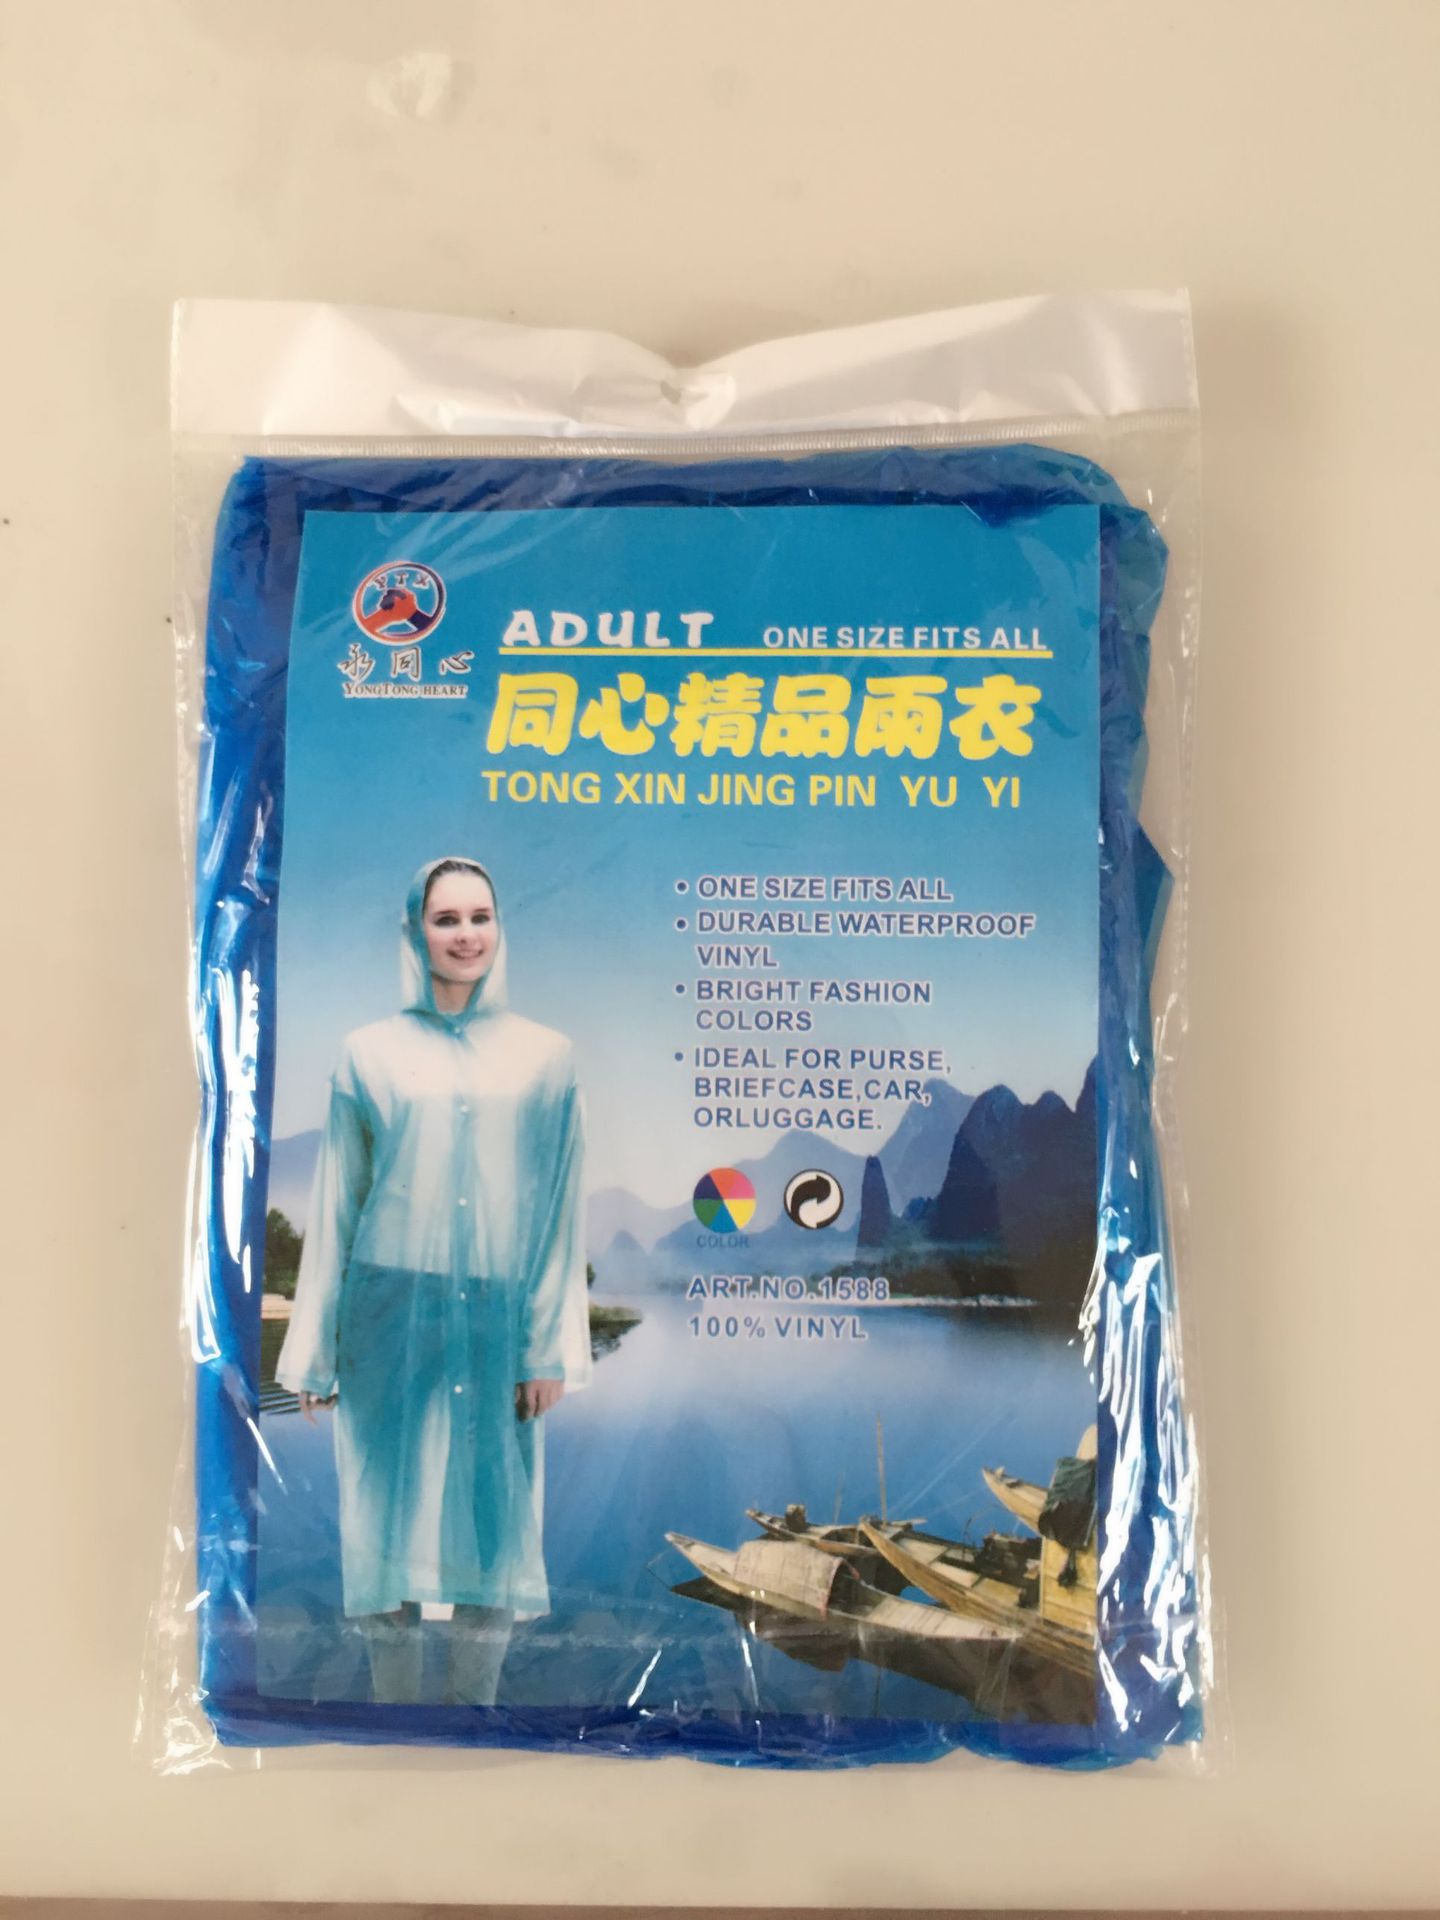 YTX
永同心
YONGTONG HEART
ADULT ONE SIZE FITS ALL
同心精品雨衣
TONG XIN JING PIN YU YI
• ONE SIZE FITS ALL
• DURABLE WATERPROOF
VINYL
• BRIGHT FASHION
COLORS
• IDEAL FOR PURSE,
BRIEFCASE,CAR,
ORLUGGAGE.
COLOR
ART.NO.1588
100% VINYL